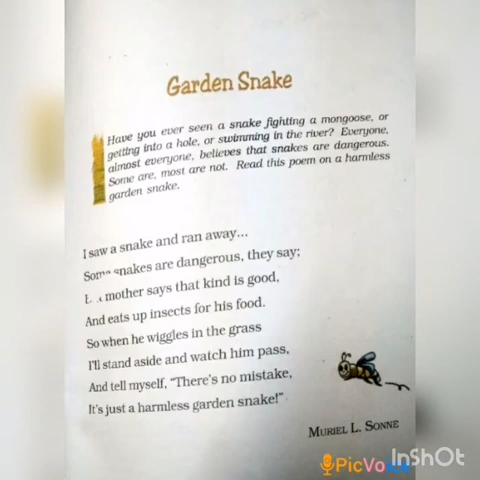 Garden Snake
Have you ever seen a snake fighting a mongoose, or
getting into a hole, or swimming in the river? Everyone,
almost everyone, believes that snakes are dangerous.
Some are, most are not. Read this poem on a harmless
garden snake.
I saw a snake and ran away...
Some snakes are dangerous, they say;
mother says that kind is good,
And eats up insects for his food.
So when he wiggles in the grass
I'll stand aside and watch him pass,
And tell myself, "There's no mistake,
It's just a harmless garden snake!"
MURIEL L. SONNE
PicVoice InShOt